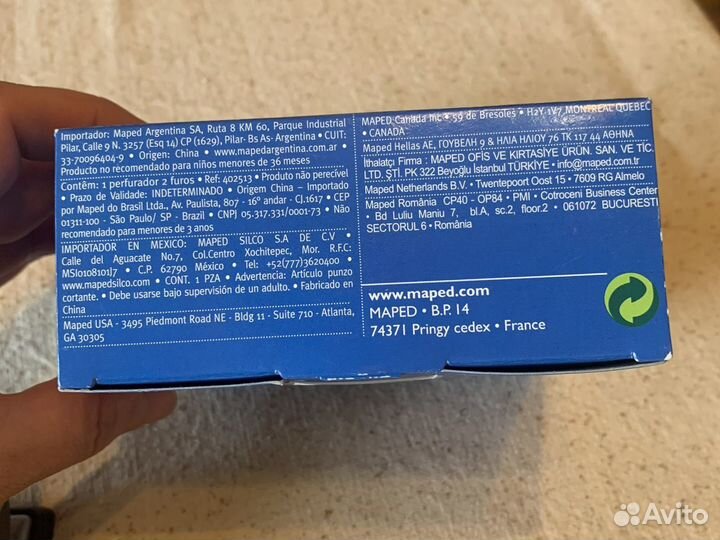 Importador: Maped Argentina SA, Ruta 8 KM 60, Parque Industrial
Pilar, Calle 9 N. 3257 (Esq 14) CP (1629), Pilar- Bs As- Argentina • CUIT:
33-70096404-9 • Origen: China • www.mapedargentina.com.ar •
Producto no recomendado para niños menores de 36 meses
Contêm: 1 perfurador 2 furos • Ref: 402513 • Produto não perecível
• Prazo de Validade: INDETERMINADO • Origem China – Importado
por Maped do Brasil Ltda., Av. Paulista, 807 - 16° andar - CJ.1617 • CEP
01311-100 - São Paulo/ SP - Brazil • CNPJ 05.317.331/0001-73 Não
recomendado para menores de 3 anos
IMPORTADOR EN MEXICO: MAPED SILCO S.A DE C.V •
Calle del Aguacate No.7, Col.Centro Xochitepec, Mor. R.F.C:
MSI0108101J7 • C.P. 62790 México • Tel: +52(777)3620400 •
www.mapedsilco.com • CONT. 1 PZA • Advertencia: Artículo punzo
cortante. • Debe usarse bajo supervisión de un adulto. • Fabricado en
China
Maped USA - 3495 Piedmont Road NE - Bldg 11 - Suite 710 - Atlanta,
GA 30305
MAPED Canada Inc • 59 de Bresoles • H2Y 1V7 MONTREAL QUEBEC
• CANADA
Maped Hellas AE, ΓΟΥΒΕΛΗ 9 & ΗΛΙΑ ΗΛΙΟΥ 76 ΤΚ 117 44 ΑΘΗΝΑ
İthalatçı Firma : MAPED OFİS VE KIRTASİYE ÜRÜN. SAN. VE TİC.
LTD. ŞTİ. PK 322 Beyoğlu İstanbul TÜRKİYE •info@maped.com.tr
Maped Netherlands B.V. • Twentepoort Oost 15 • 7609 RG Almelo
Maped România CP40 - OP84 • PMI • Cotroceni Business Center
• Bd Luliu Maniu 7, bl.A, sc.2, floor.2 • 061072 BUCURESTI
SECTORUL 6 • România
www.maped.com
MAPED • B.P. 14
74371 Pringy cedex • France
Avito